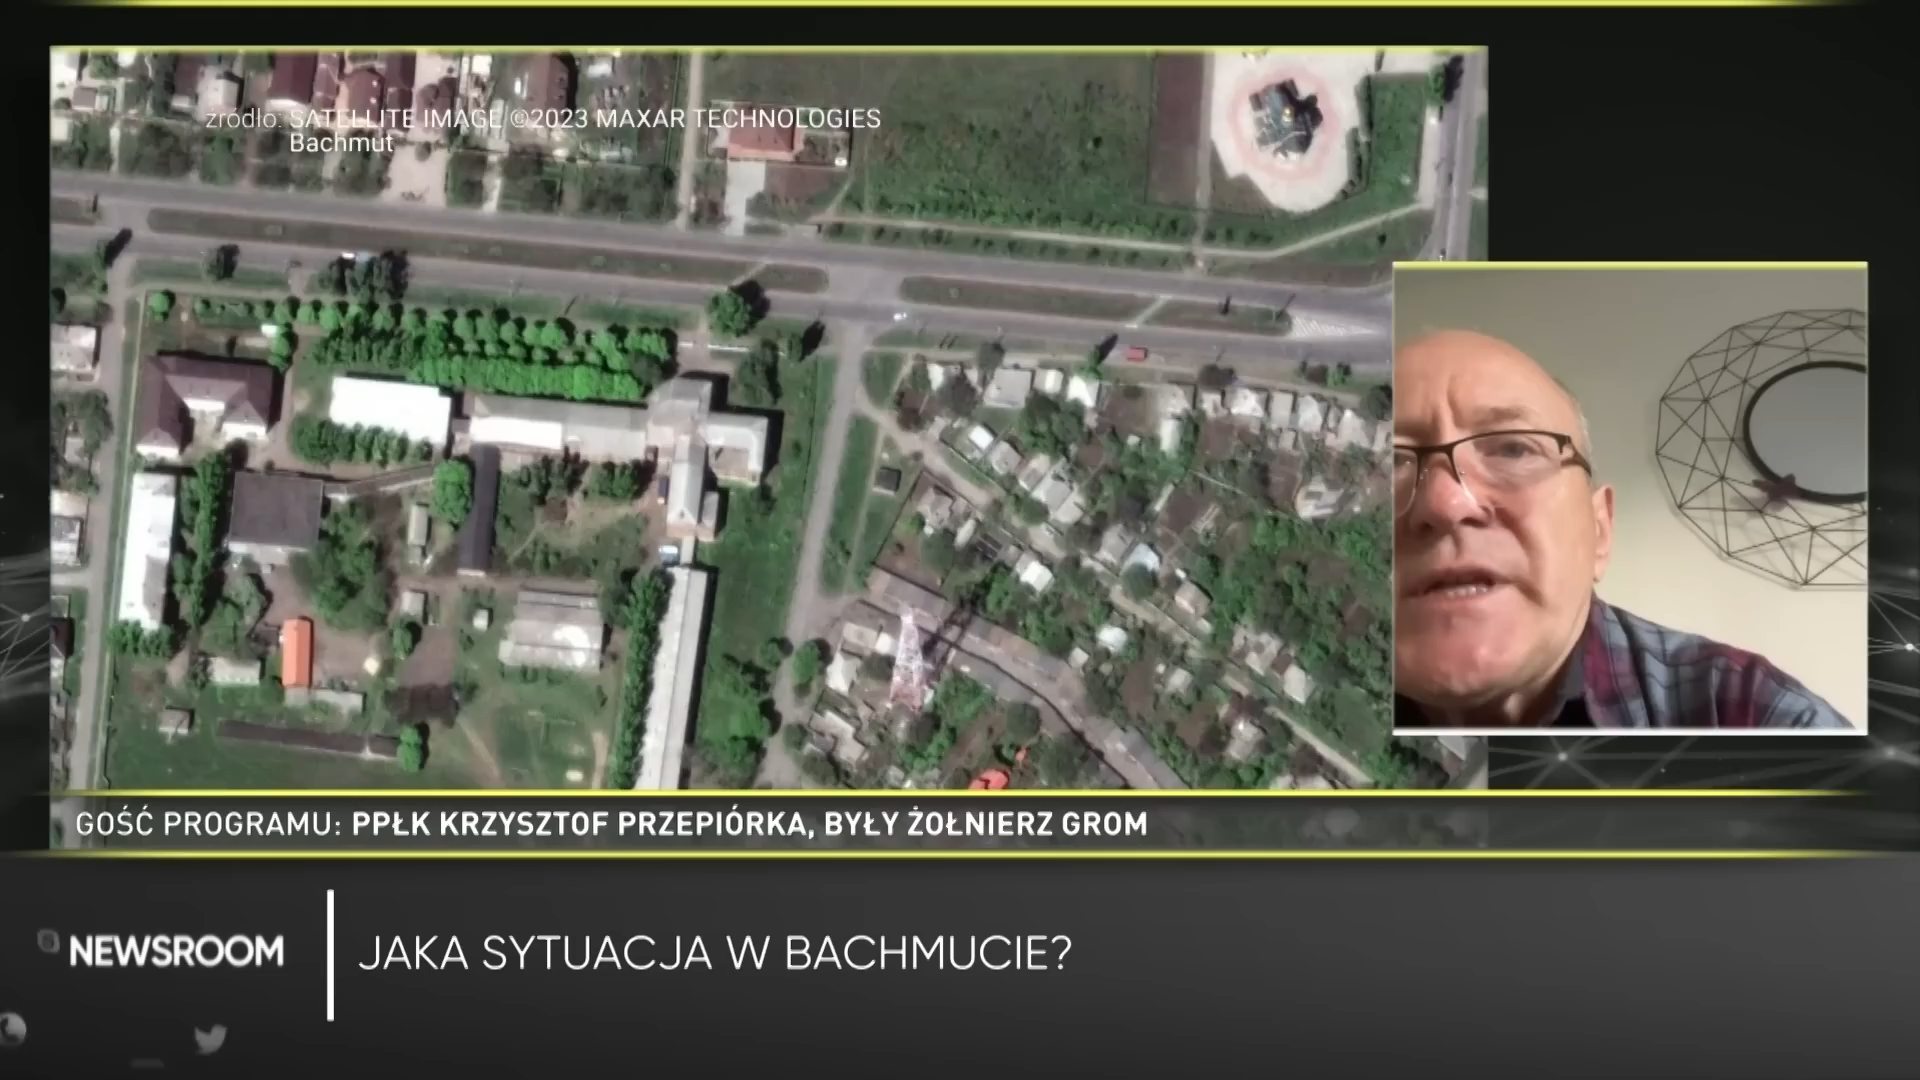 źródło: SATELLITE IMAGE ©2023 MAXAR TECHNOLOGIES
Bachmut
GOŚĆ PROGRAMU: PPŁK KRZYSZTOF PRZEPIÓRKA, BYŁY ŻOŁNIERZ GROM
NEWSROOM
JAKA SYTUACJA W BACHMUCIE?